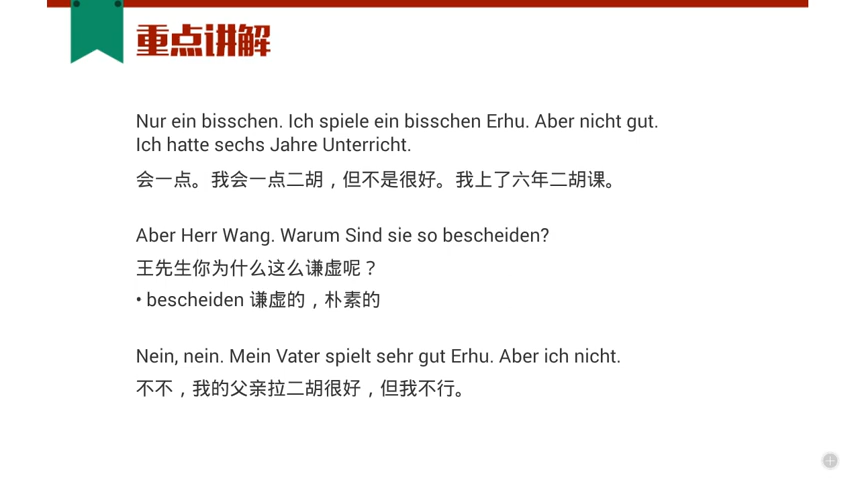 重点讲解
Nur ein bisschen. Ich spiele ein bisschen Erhu. Aber nicht gut.
Ich hatte sechs Jahre Unterricht.
会一点。我会一点二胡，但不是很好。我上了六年二胡课。
Aber Herr Wang. Warum Sind sie so bescheiden?
王先生你为什么这么谦虚呢？
• bescheiden 谦虚的，朴素的
Nein, nein. Mein Vater spielt sehr gut Erhu. Aber ich nicht.
不不，我的父亲拉二胡很好，但我不行。